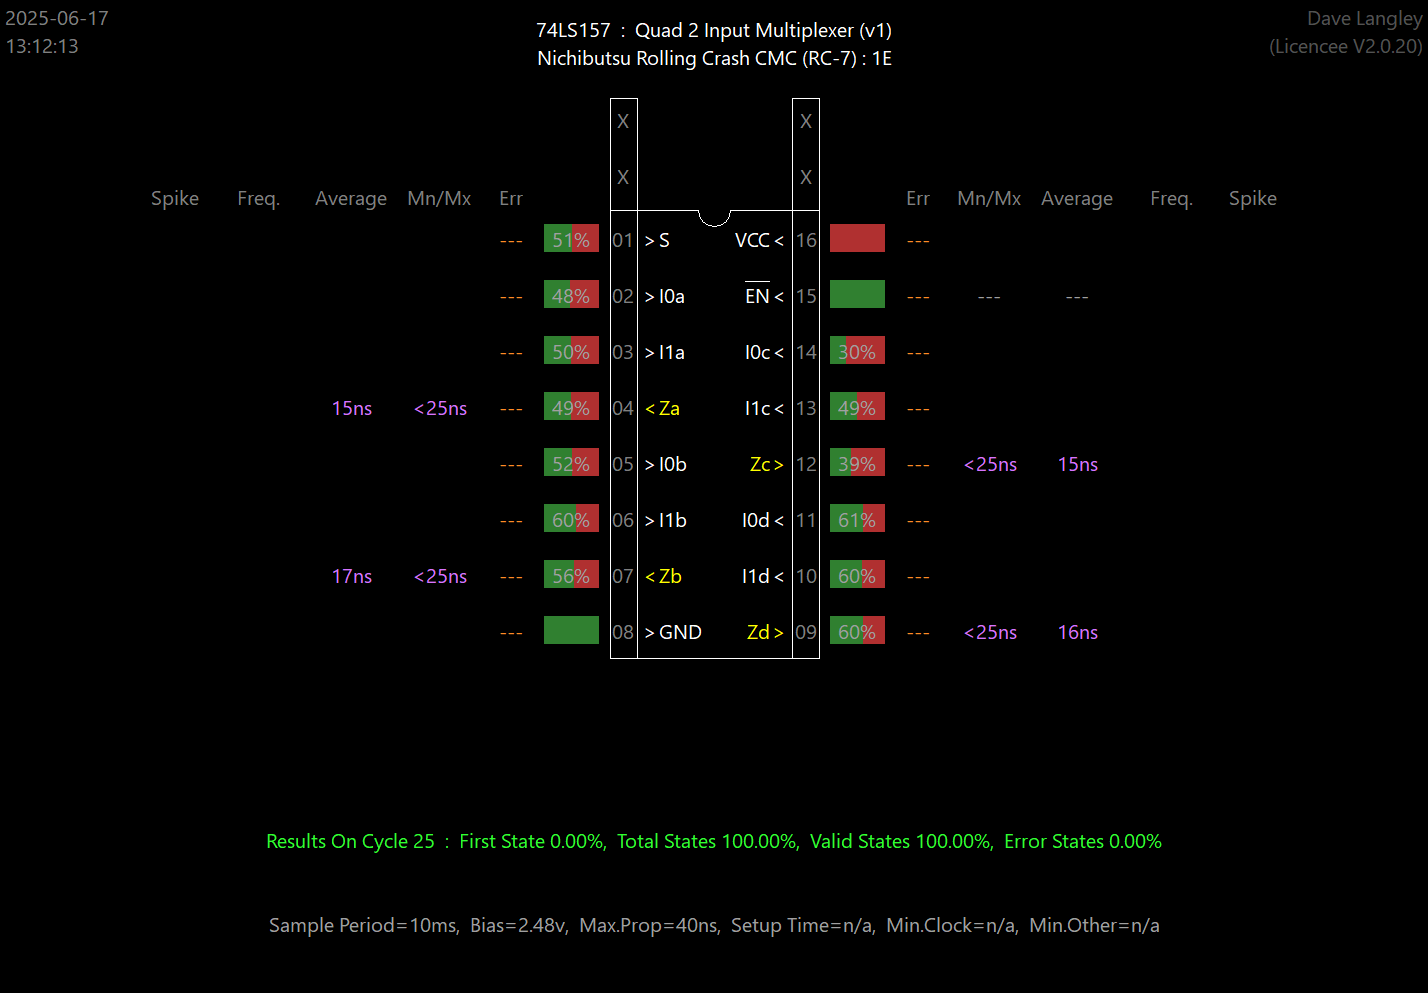 2025-06-17
13:12:13
74LS157 : Quad 2 Input Multiplexer (v1)
Nichibutsu Rolling Crash CMC (RC-7) : 1E
Dave Langley
(Licencee V2.0.20)
X X
X X
Spike Freq. Average Mn/Mx Err Err Mn/Mx Average Freq. Spike
--- 51% 01 >S VCC< 16 ---
--- 48% 02 >I0a EN< 15 --- --- ---
--- 50% 03 >I1a I0c< 14 30% ---
15ns <25ns --- 49% 04 <Za I1c< 13 49% ---
--- 52% 05 >I0b Zc> 12 39% --- <25ns 15ns
--- 60% 06 >I1b I0d< 11 61% ---
17ns <25ns --- 56% 07 <Zb I1d< 10 60% ---
--- 08 >GND Zd> 09 60% --- <25ns 16ns
Results On Cycle 25 : First State 0.00%, Total States 100.00%, Valid States 100.00%, Error States 0.00%
Sample Period=10ms, Bias=2.48v, Max.Prop=40ns, Setup Time=n/a, Min.Clock=n/a, Min.Other=n/a